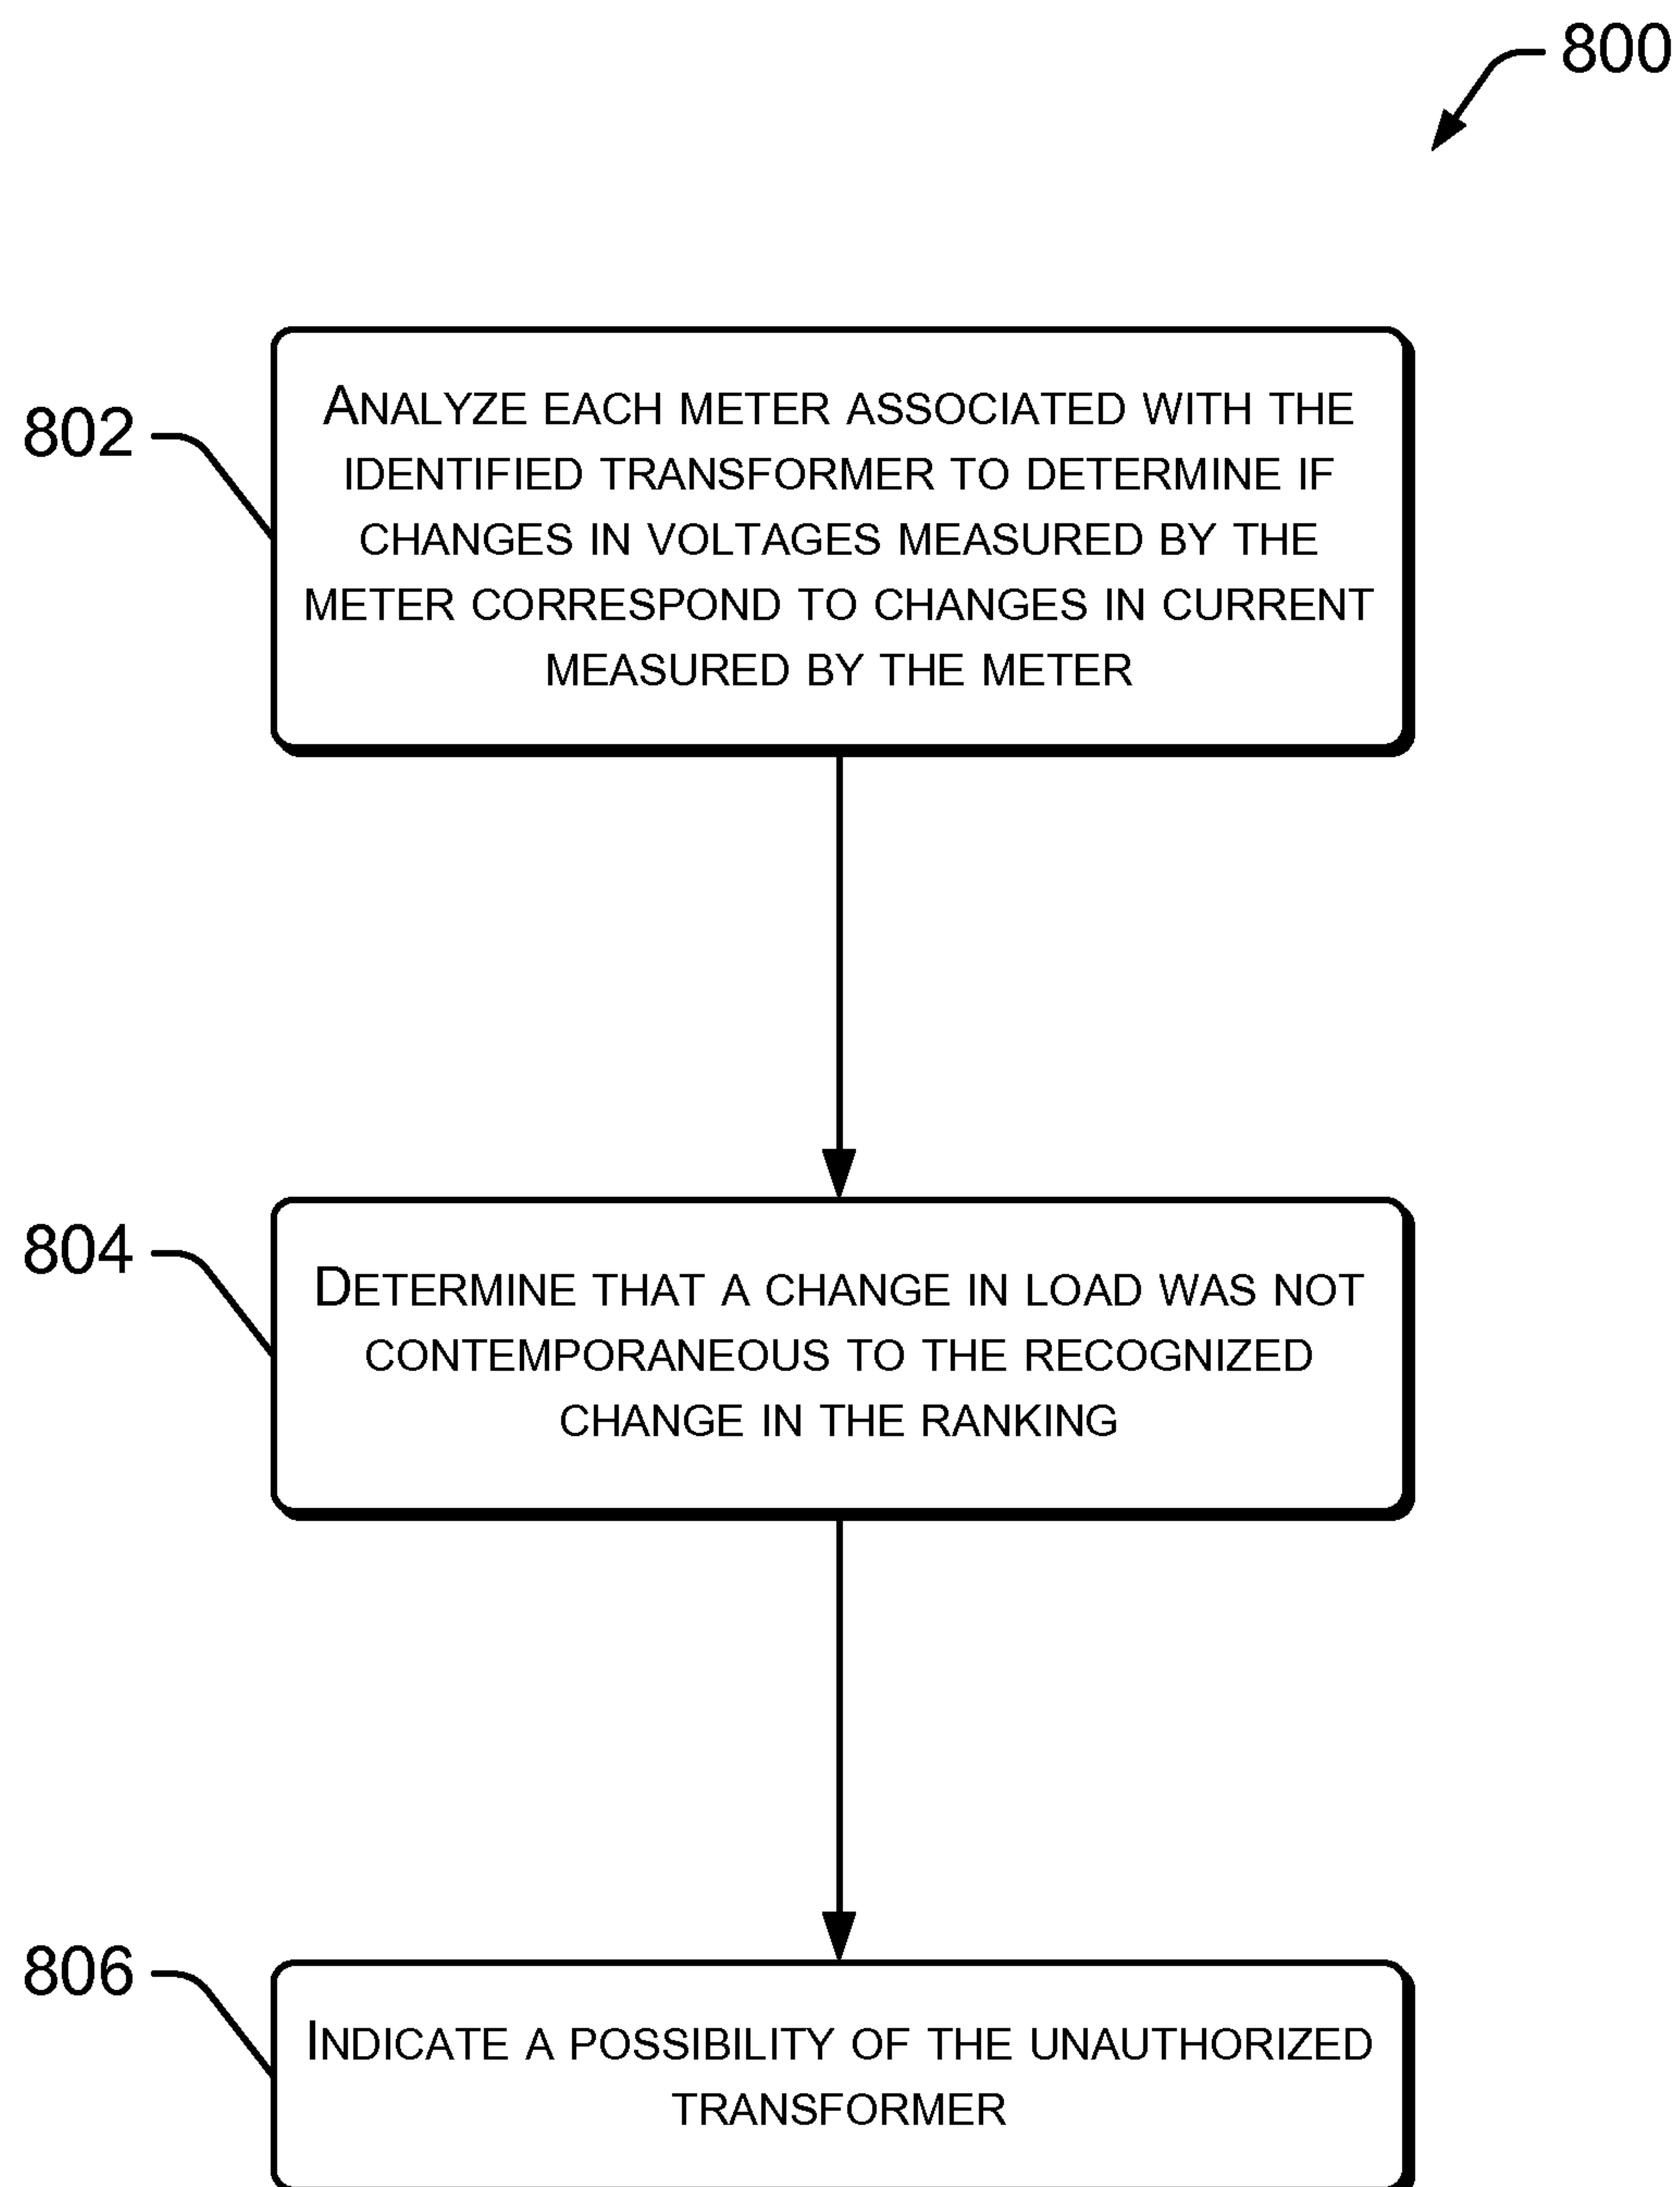 800
802
ANALYZE EACH METER ASSOCIATED WITH THE
IDENTIFIED TRANSFORMER TO DETERMINE IF
CHANGES IN VOLTAGES MEASURED BY THE
METER CORRESPOND TO CHANGES IN CURRENT
MEASURED BY THE METER
804
DETERMINE THAT A CHANGE IN LOAD WAS NOT
CONTEMPORANEOUS TO THE RECOGNIZED
CHANGE IN THE RANKING
806
INDICATE A POSSIBILITY OF THE UNAUTHORIZED
TRANSFORMER